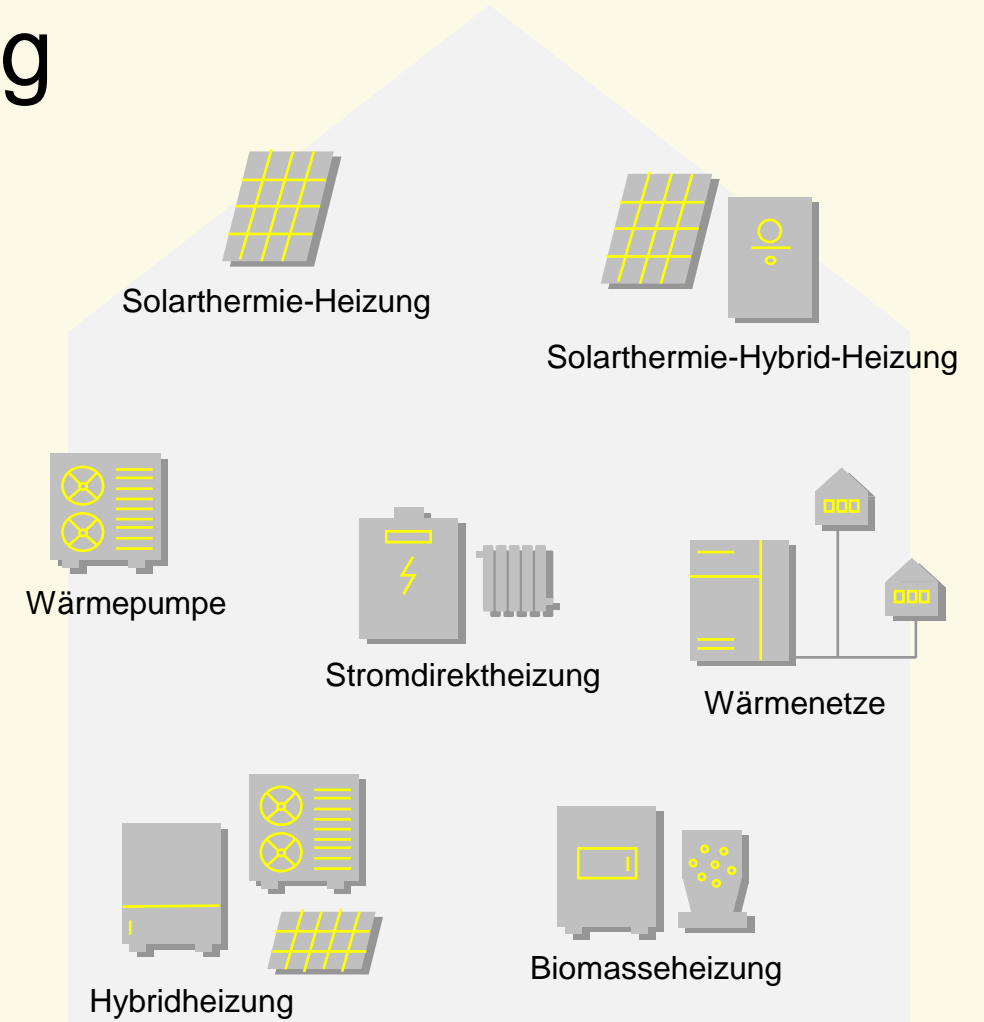 g
Solarthermie-Heizung
Solarthermie-Hybrid-Heizung
Wärmepumpe
Stromdirektheizung
Wärmenetze
Biomasseheizung
Hybridheizung